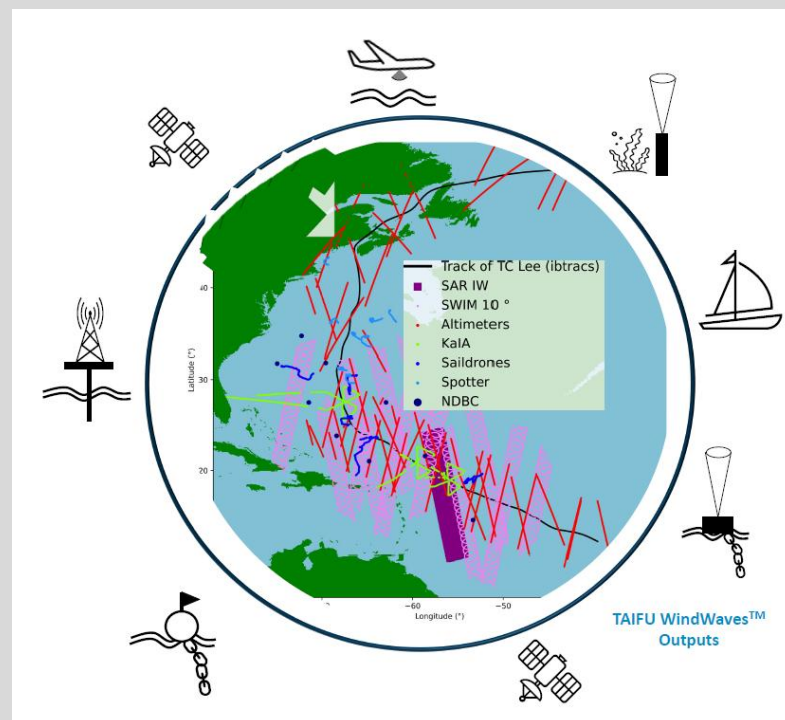 Track of TC Lee (ibtracs)
SAR IW
SWIM 10 °
Altimeters
KaIA
Saildrones
Spotter
NDBC
40
30
20
Latitude (°)
−60
−50
Longitude (°)
TAIFU WindWaves™
Outputs